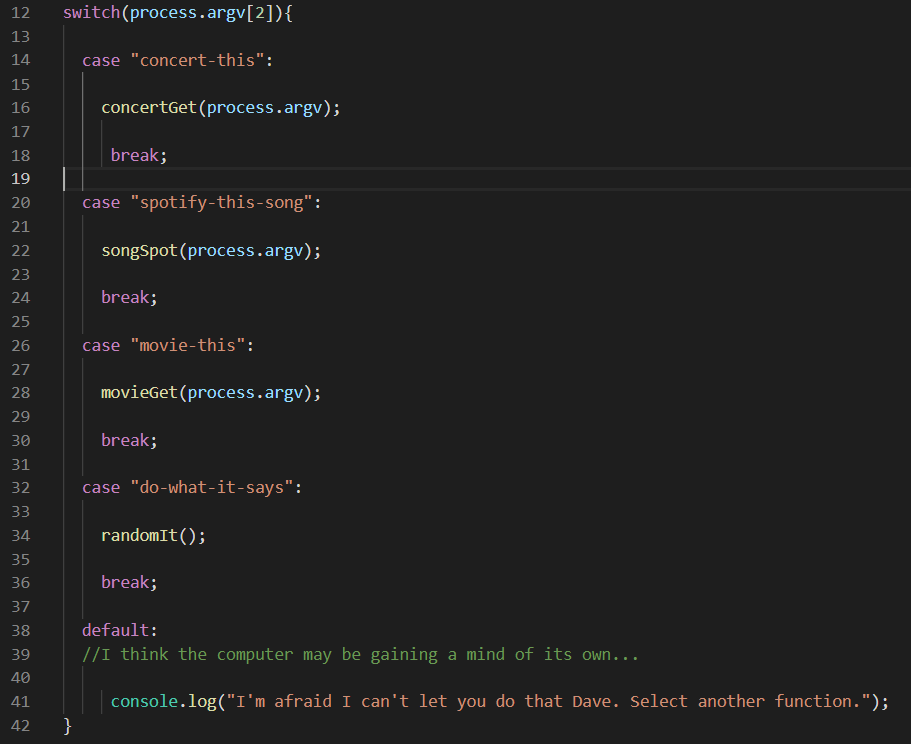 12 switch(process.argv[2]){
13
14 case "concert-this":
15
16 concertGet(process.argv);
17
18 break;
19
20 case "spotify-this-song":
21
22 songSpot(process.argv);
23
24 break;
25
26 case "movie-this":
27
28 movieGet(process.argv);
29
30 break;
31
32 case "do-what-it-says":
33
34 randomIt();
35
36 break;
37
38 default:
39 //I think the computer may be gaining a mind of its own...
40
41 console.log("I'm afraid I can't let you do that Dave. Select another function.");
42 }